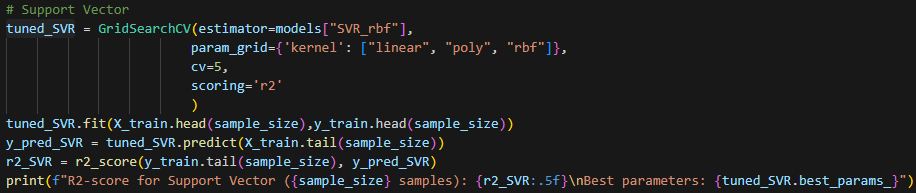 # Support Vector
tuned_SVR = GridSearchCV(estimator=models["SVR_rbf"],
                         param_grid={'kernel': ["linear", "poly", "rbf"]},
                         cv=5,
                         scoring='r2'
                         )
tuned_SVR.fit(X_train.head(sample_size),y_train.head(sample_size))
y_pred_SVR = tuned_SVR.predict(X_train.tail(sample_size))
r2_SVR = r2_score(y_train.tail(sample_size), y_pred_SVR)
print(f"R2-score for Support Vector ({sample_size} samples): {r2_SVR:.5f}\nBest parameters: {tuned_SVR.best_params_}")